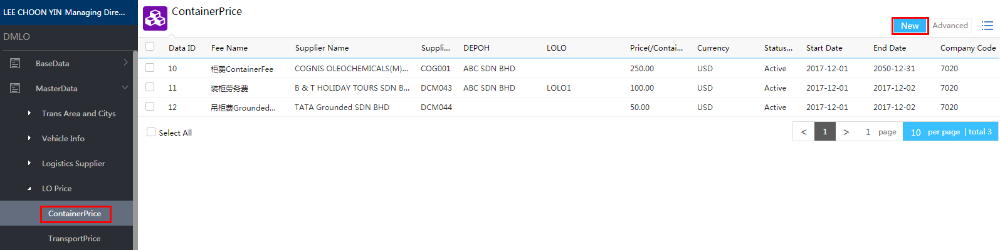 LEE CHOON YIN Managing Dire...
DMLO
BaseData
MasterData
Trans Area and Citys
Vehicle Info
Logistics Supplier
LO Price
ContainerPrice
TransportPrice
ContainerPrice
New Advanced
Data ID Fee Name Supplier Name Suppli... DEPOH LOLO Price(/Contai... Currency Status... Start Date End Date Company Code
10 柜费ContainerFee COGNIS OLEOCHEMICALS(M)... COG001 ABC SDN BHD 250.00 USD Active 2017-12-01 2050-12-31 7020
11 装柜劳务费 B & T HOLIDAY TOURS SDN B... DCM043 ABC SDN BHD LOLO1 100.00 USD Active 2017-12-01 2017-12-02 7020
12 吊柜费Grounded... TATA Grounded SDN BHD DCM044 50.00 USD Active 2017-12-01 2017-12-02 7020
Select All
< 1 > 1 page 10 per page | total 3